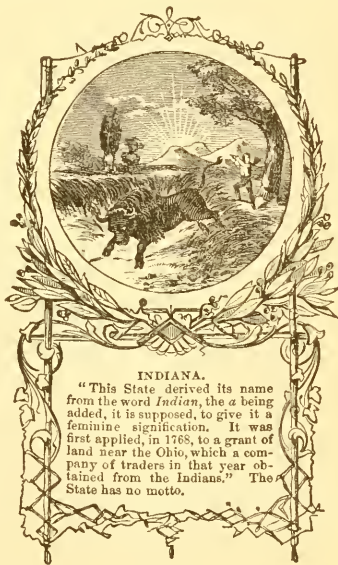 INDIANA.
"This State derived its name
from the word Indian, the a being
added, it is supposed, to give it a
feminine signification. It was
first applied, in 1768, to a grant of
land near the Ohio, which a com-
pany of traders in that year ob-
tained from the Indians." The
State has no motto.